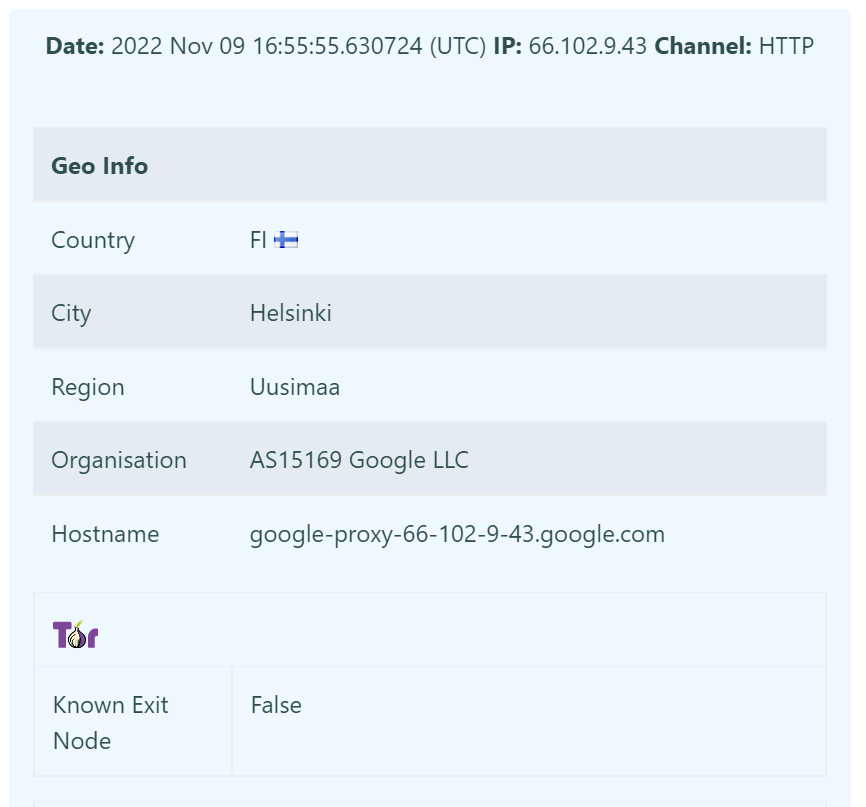 Date: 2022 Nov 09 16:55:55.630724 (UTC) IP: 66.102.9.43 Channel: HTTP
Geo Info
Country FI
City Helsinki
Region Uusimaa
Organisation AS15169 Google LLC
Hostname google-proxy-66-102-9-43.google.com
Tor
Known Exit False
Node